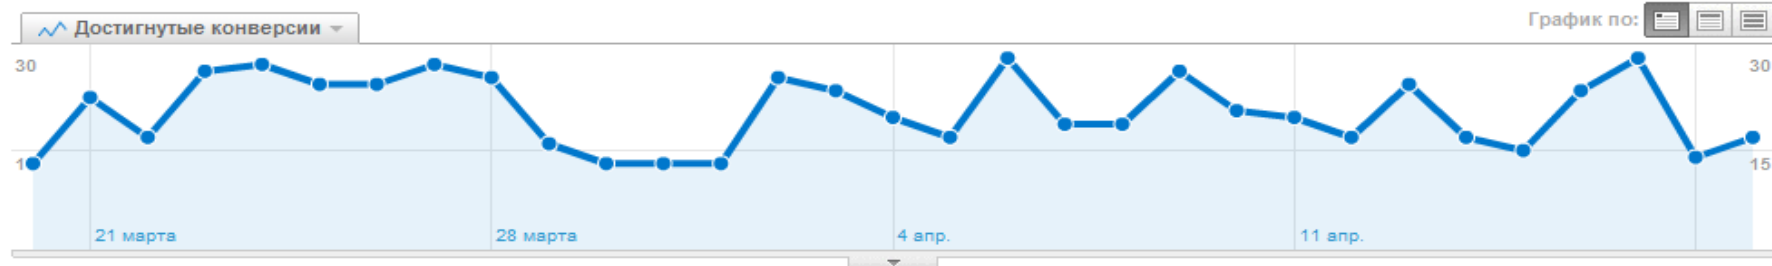 Достигнутые конверсии
График по:
30
30
15
21 марта
28 марта
4 апр.
11 апр.